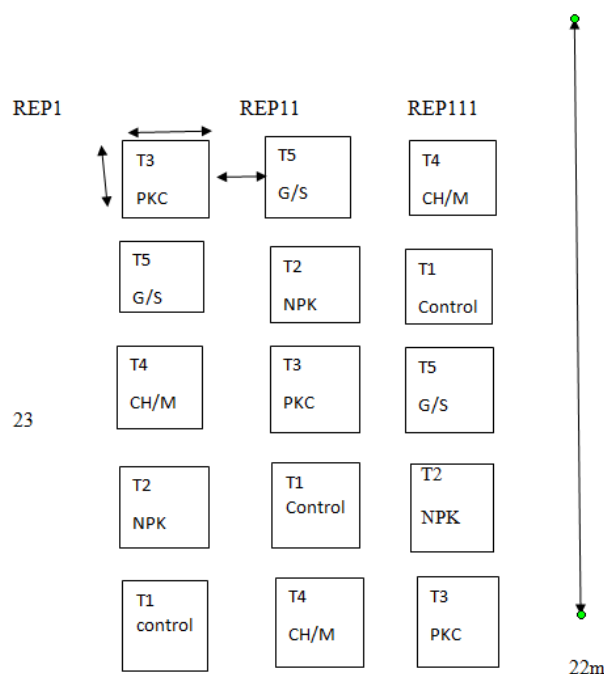 REP1 REP11 REP111
T3 T5 T4
PKC G/S CH/M
T5 T2 T1
G/S NPK Control
T4 T3 T5
CH/M PKC G/S
23
T2 T1 T2
NPK Control NPK
T1 T4 T3
control CH/M PKC
22m